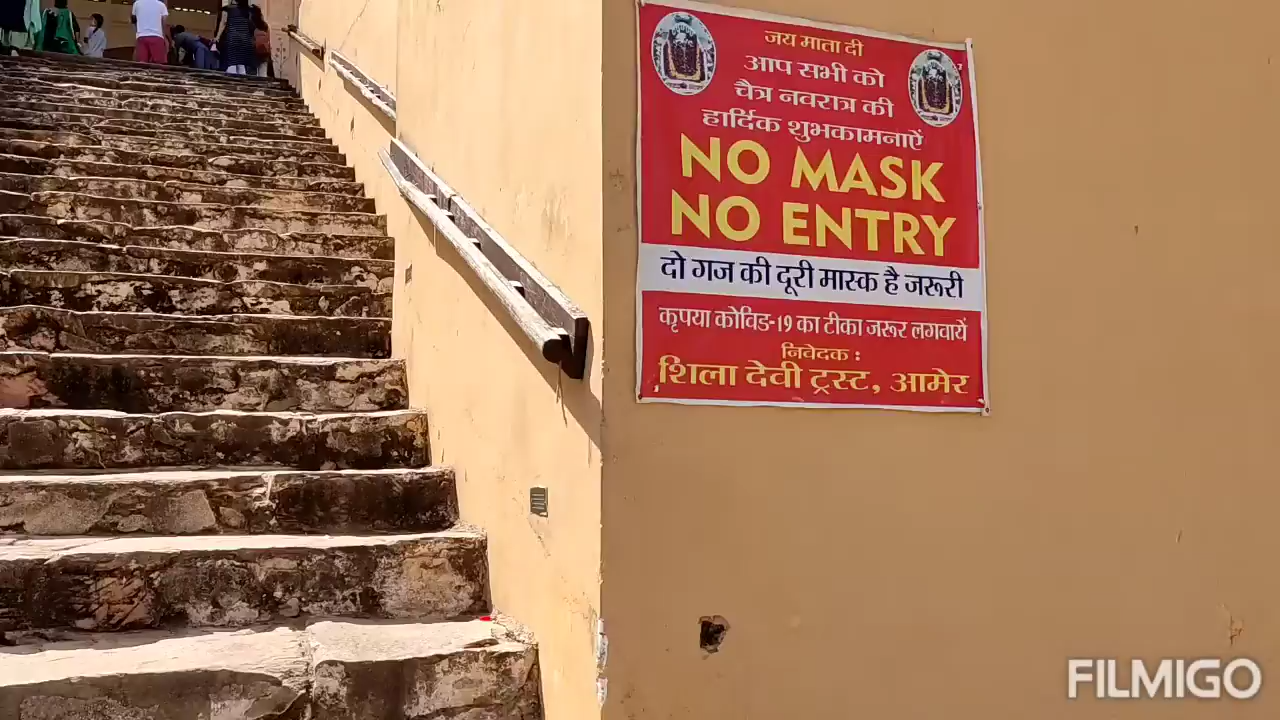 जय माता दी
आप सभी को
चैत्र नवरात्र की
हार्दिक शुभकामनाऐं
NO MASK
NO ENTRY
दो गज की दूरी मास्क है जरूरी
कृपया कोविड-19 का टीका जरूर लगवायें
निवेदक :
शिला देवी ट्रस्ट, आमेर
FILMIGO